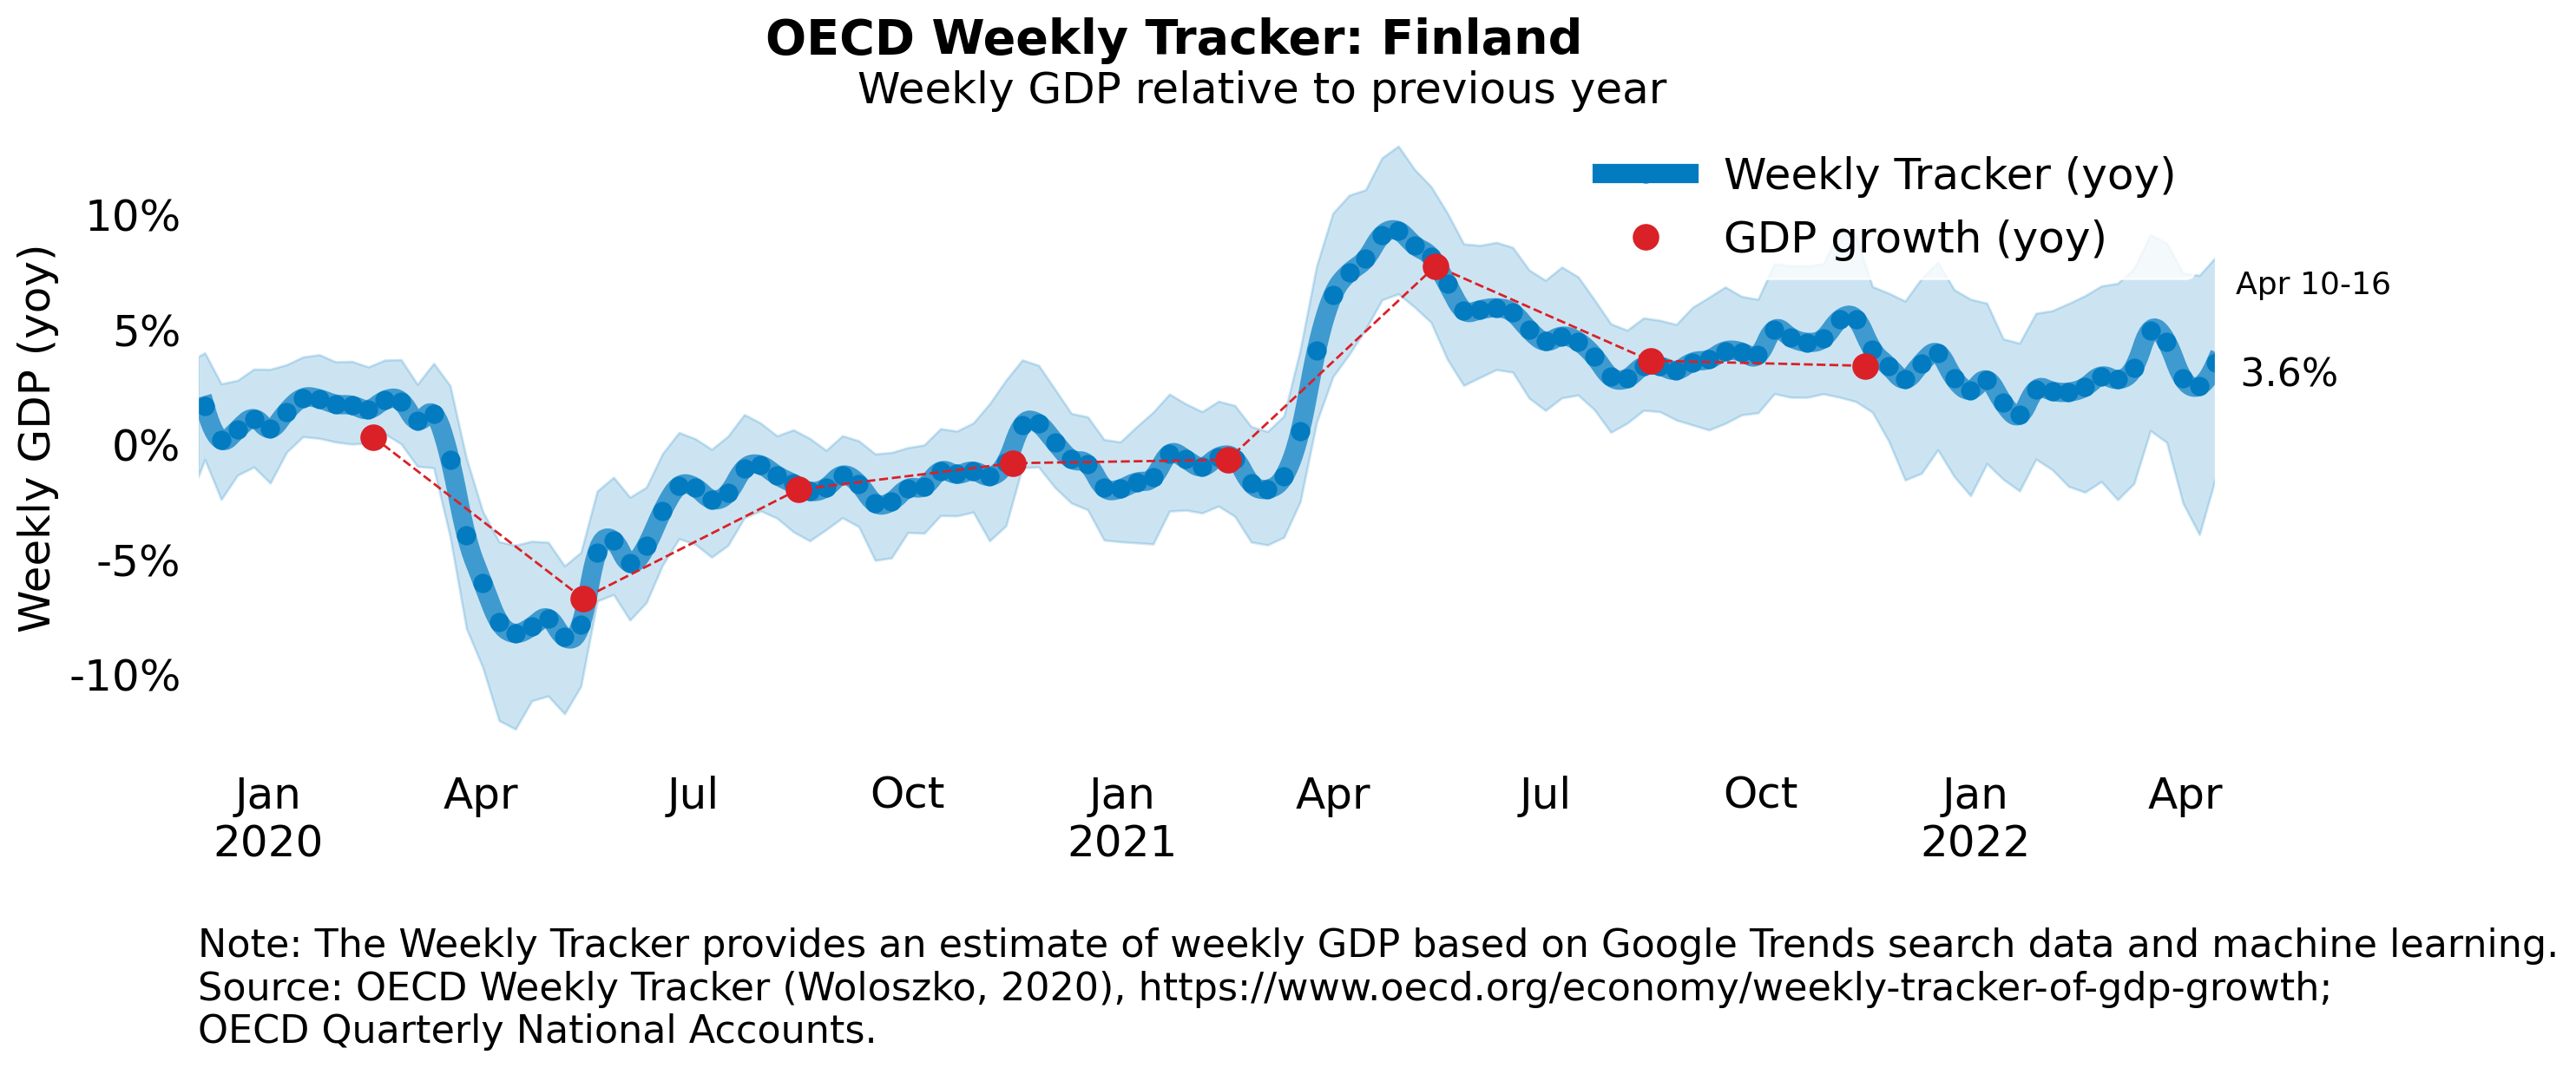 OECD Weekly Tracker: Finland
Weekly GDP relative to previous year
Weekly Tracker (yoy)
GDP growth (yoy)
Weekly GDP (yoy)
10%
5%
0%
-5%
-10%
Apr 10-16
3.6%
Jan Apr Jul Oct Jan Apr Jul Oct Jan Apr
2020 2021 2022
Note: The Weekly Tracker provides an estimate of weekly GDP based on Google Trends search data and machine learning.
Source: OECD Weekly Tracker (Woloszko, 2020), https://www.oecd.org/economy/weekly-tracker-of-gdp-growth;
OECD Quarterly National Accounts.